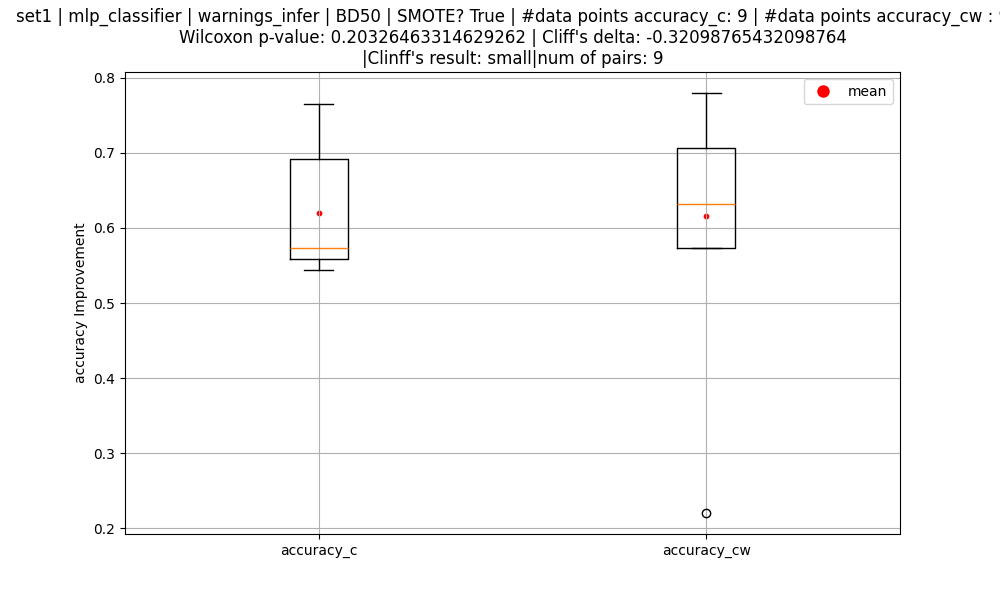 set1 | mlp_classifier | warnings_infer | BD50 | SMOTE? True | #data points accuracy_c: 9 | #data points accuracy_cw :
Wilcoxon p-value: 0.20326463314629262 | Cliff's delta: -0.32098765432098764
|Clinff's result: small|num of pairs: 9
mean
accuracy Improvement
0.8
0.7
0.6
0.5
0.4
0.3
0.2
accuracy_c
accuracy_cw